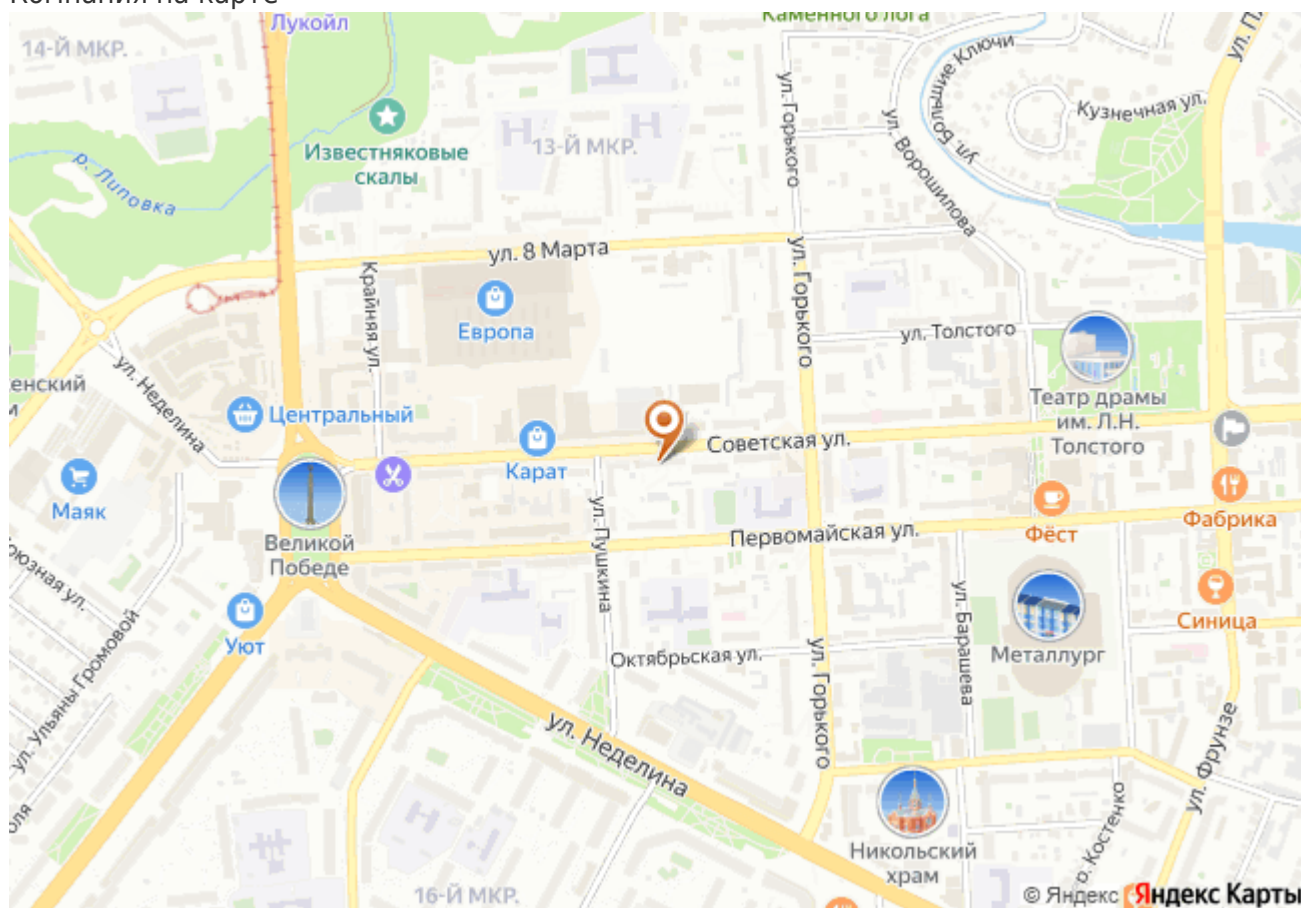 Компания на карте
Лукойл
Каменного лога
14-Й МКР.
ул. Большие Ключи
Кузнечная ул.
ул. Горького
ул. Ворошилова
13-Й МКР.
Известняковые
скалы
р. Липовка
ул. 8 Марта
Крайняя ул.
Европа
ул. Горького
ул. Толстого
ул. Неделина
Центральный
Театр драмы
им. Л.Н.
Толстого
Советская ул.
Карат
Маяк
Великой
Победе
ул. Пушкина
Первомайская ул.
Фёст
Фабрика
Уют
ул. Барашева
Металлург
Синица
Октябрьская ул.
ул. Горького
ул. Ульяны Громовой
ул. Неделина
ул. Фрунзе
Никольский
храм
16-Й МКР.
© Яндекс
Яндекс Карты